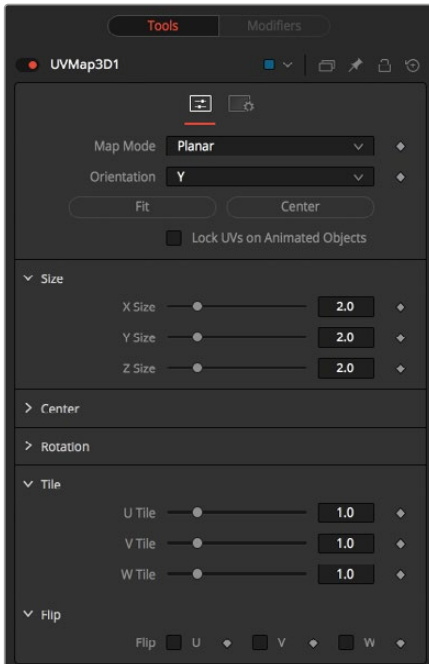 Tools Modifiers
UVMap3D1
Map Mode Planar
Orientation Y
Fit Center
Lock UVs on Animated Objects
Size
X Size 2.0
Y Size 2.0
Z Size 2.0
Center
Rotation
Tile
U Tile 1.0
V Tile 1.0
W Tile 1.0
Flip
Flip U V W